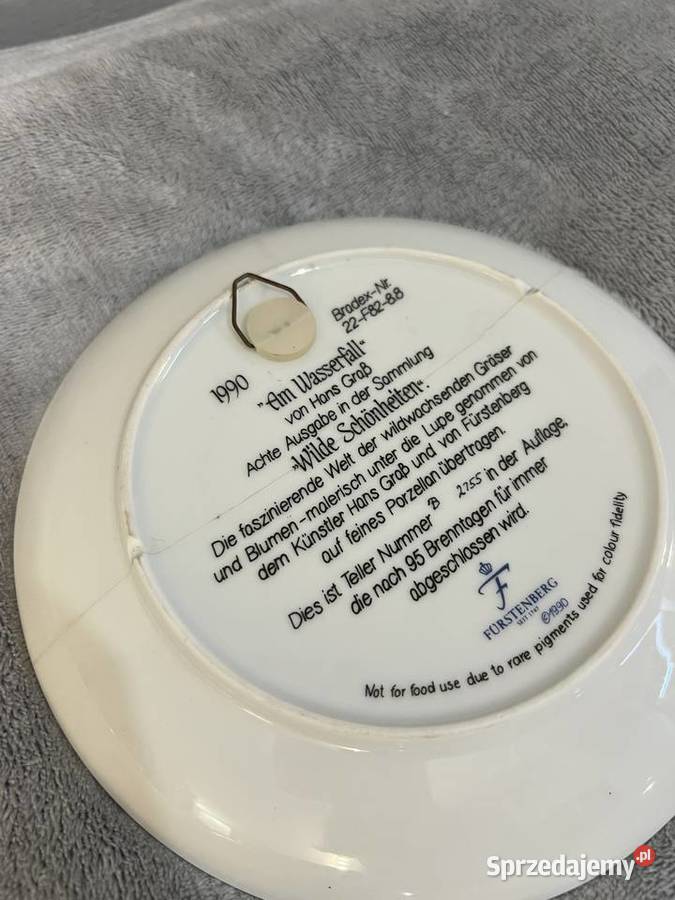 Bradex-Nr.
22-F82-8.8
1990
"Am Wasserfall"
von Hans Graß
Achte Ausgabe in der Sammlung
"Wilde Schönheiten".
Die faszinierende Welt der wildwachsenden Gräser
und Blumen - malerisch unter die Lupe genommen von
dem Künstler Hans Graß und von Fürstenberg
auf feines Porzellan übertragen.
Dies ist Teller Nummer B 2255 in der Auflage,
die nach 95 Brenntagen für immer
abgeschlossen wird.
F
FÜRSTENBERG
SEIT 1747
©1990
Not for food use due to rare pigments used for colour fidelity
Sprzedajemy.pl